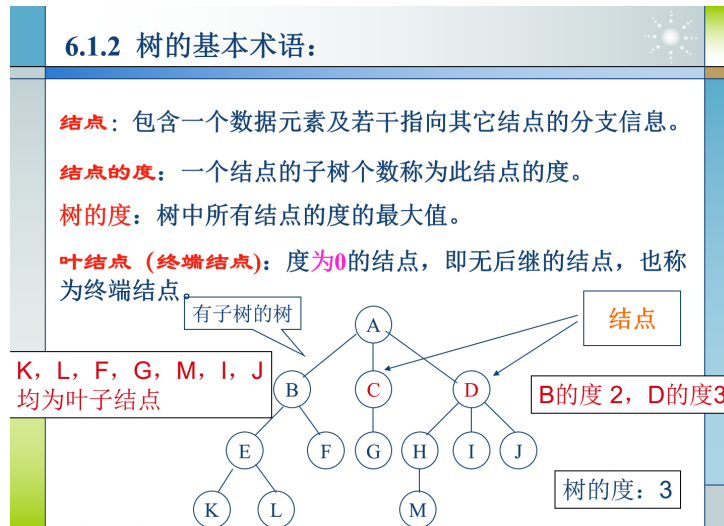 6.1.2 树的基本术语：
结点：包含一个数据元素及若干指向其它结点的分支信息。
结点的度：一个结点的子树个数称为此结点的度。
树的度：树中所有结点的度的最大值。
叶结点（终端结点)：度为0的结点，即无后继的结点，也称
为终端结点。
有子树的树
A
结点
K，L，F，G，M，I，J
均为叶子结点
B
C
D
B的度 2，D的度3
E
F
G
H
I
J
树的度：3
K
L
M